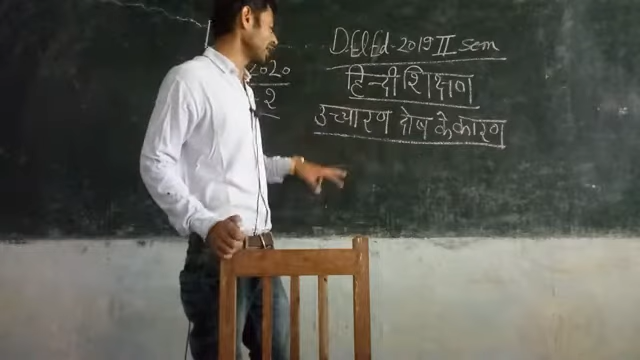 D.El.Ed. 2019 II sem
2020
2
हिन्दी शिक्षण
उच्चारण दोष के कारण